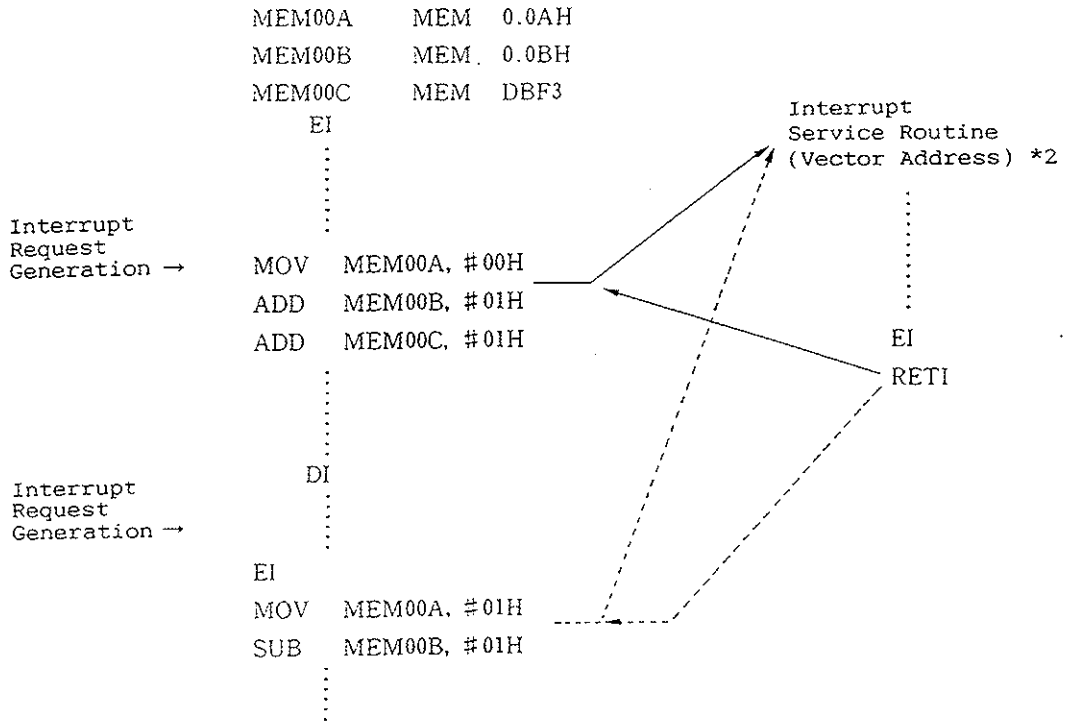 MEM00A MEM 0.0AH
MEM00B MEM. 0.0BH
MEM00C MEM DBF3
EI
Interrupt
Service Routine
(Vector Address) *2
Interrupt
Request
Generation →
MOV MEM00A, #00H
ADD MEM00B, #01H
ADD MEM00C, #01H
EI
RETI
DI
Interrupt
Request
Generation →
EI
MOV MEM00A, #01H
SUB MEM00B, #01H